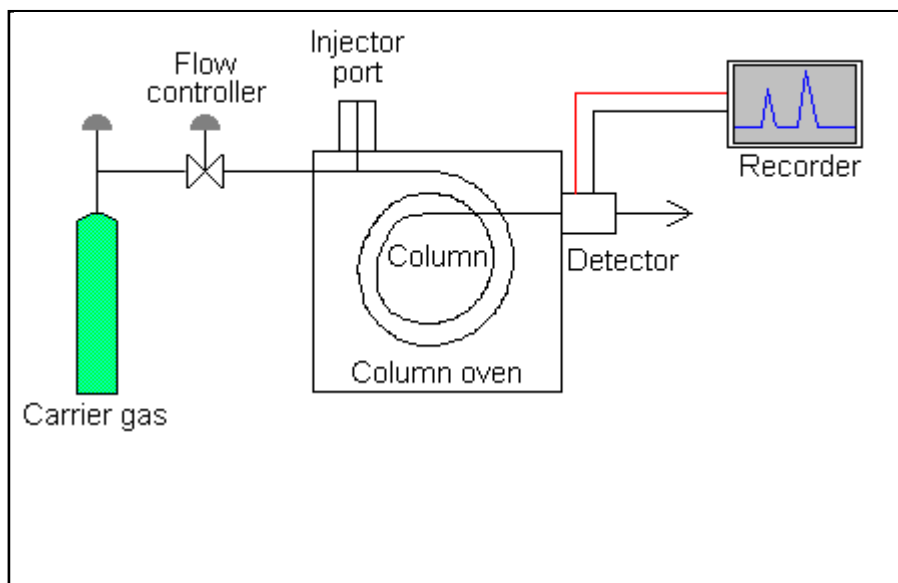 Injector
port
Flow
controller
Recorder
Column
Detector
Column oven
Carrier gas